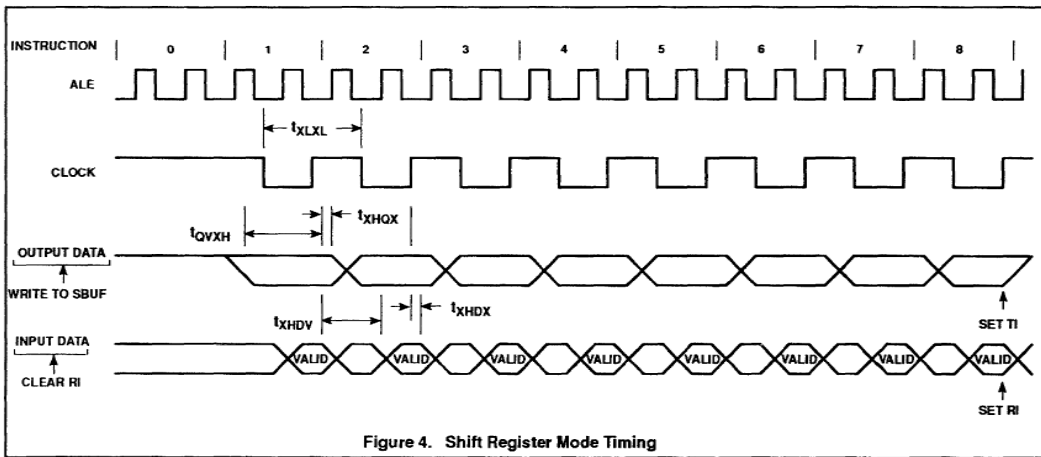 INSTRUCTION | 0 | 1 | 2 | 3 | 4 | 5 | 6 | 7 | 8 |
ALE
tXLXL
CLOCK
tXHQX
tQVXH
OUTPUT DATA
WRITE TO SBUF
tXHDV
tXHDX
SET TI
INPUT DATA
VALID VALID VALID VALID VALID VALID VALID VALID
CLEAR RI
SET RI
Figure 4. Shift Register Mode Timing